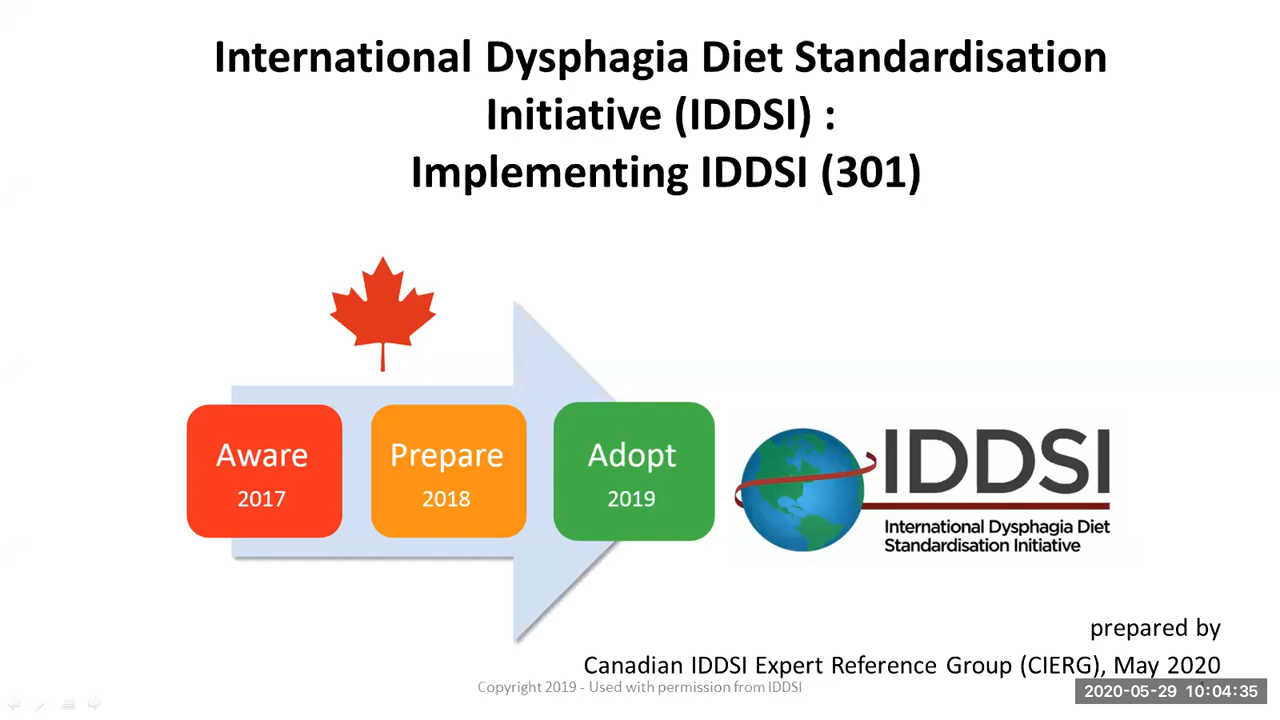 International Dysphagia Diet Standardisation
Initiative (IDDSI) :
Implementing IDDSI (301)
Aware
2017
Prepare
2018
Adopt
2019
IDDSI
International Dysphagia Diet
Standardisation Initiative
prepared by
Canadian IDDSI Expert Reference Group (CIERG), May 2020
Copyright 2019 - Used with permission from IDDSI
2020-05-29 10:04:35